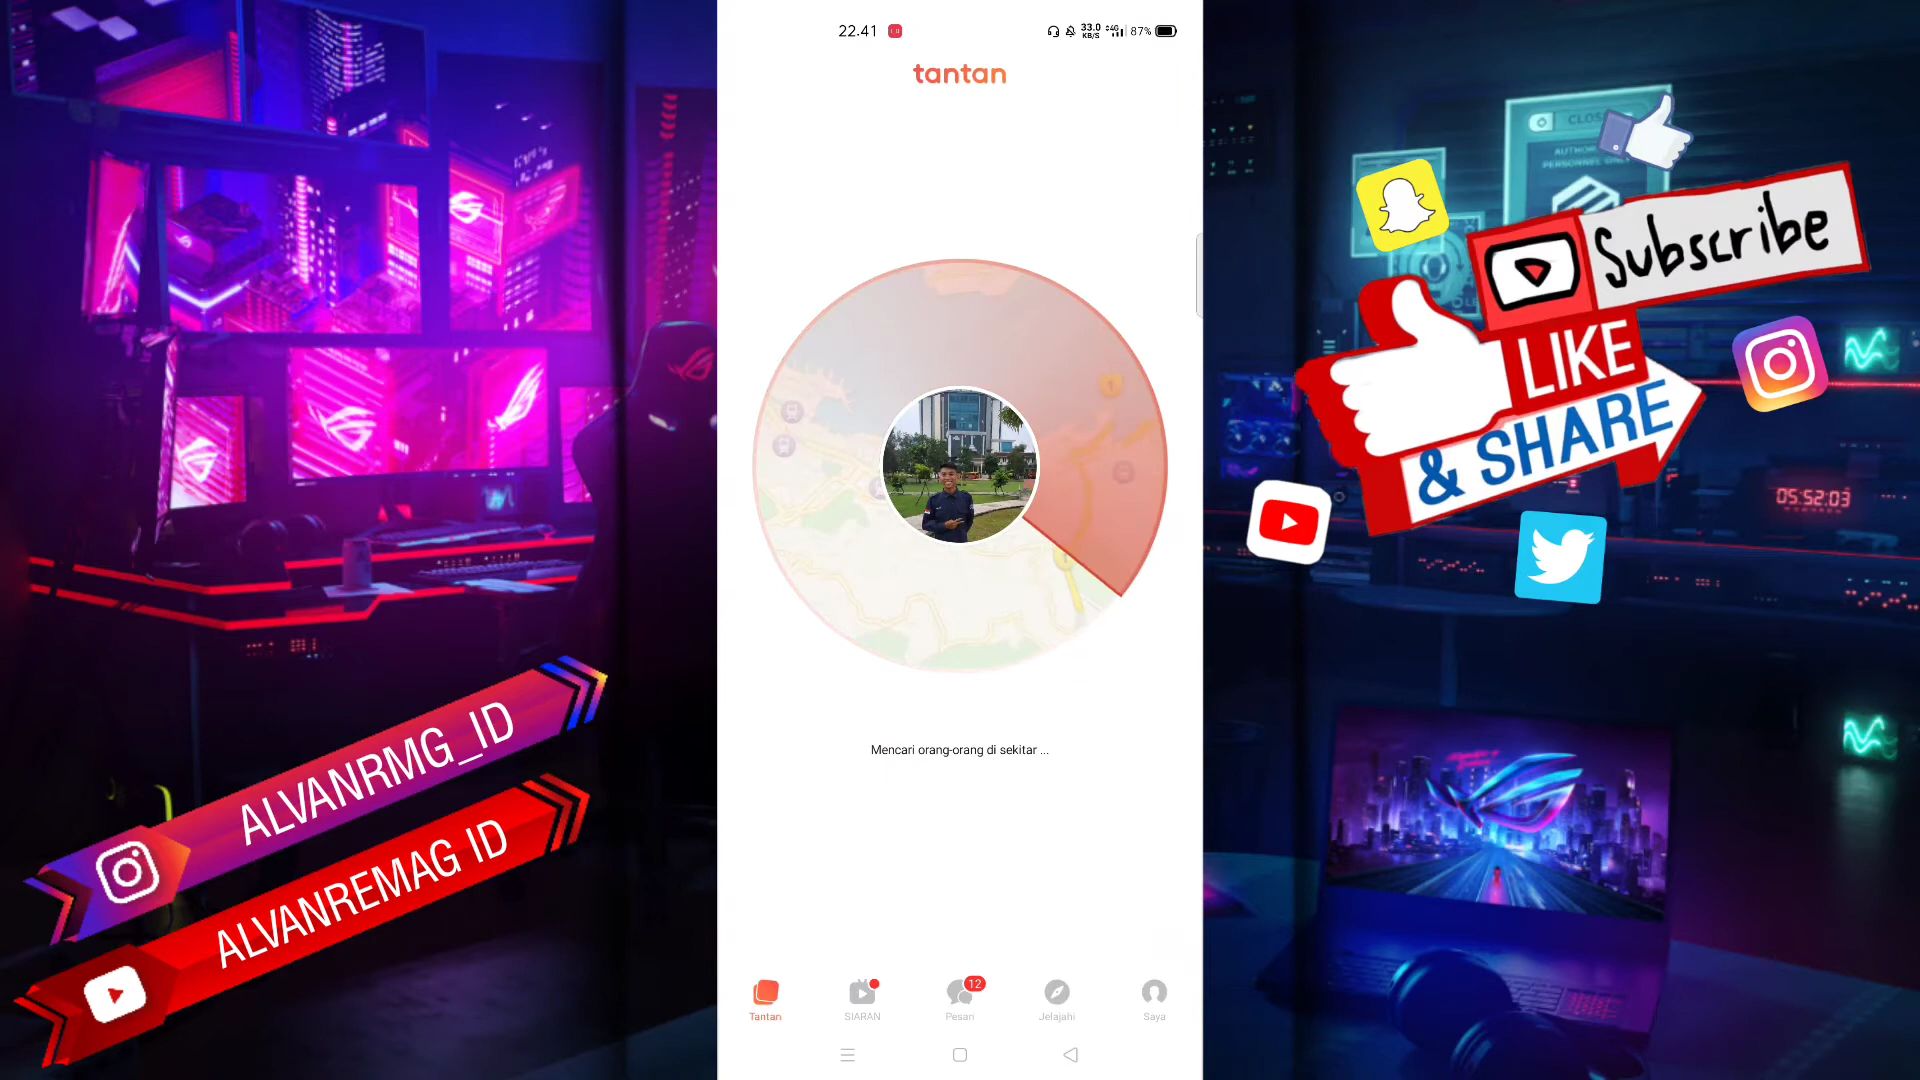 22.41
33.0
KB/S
4G
87%
tantan
Mencari orang-orang di sekitar ...
Tantan
SIARAN
12
Pesan
Jelajahi
Saya
ALVANRMG_ID
ALVANREMAG ID
Subscribe
LIKE
& SHARE
05:52:03